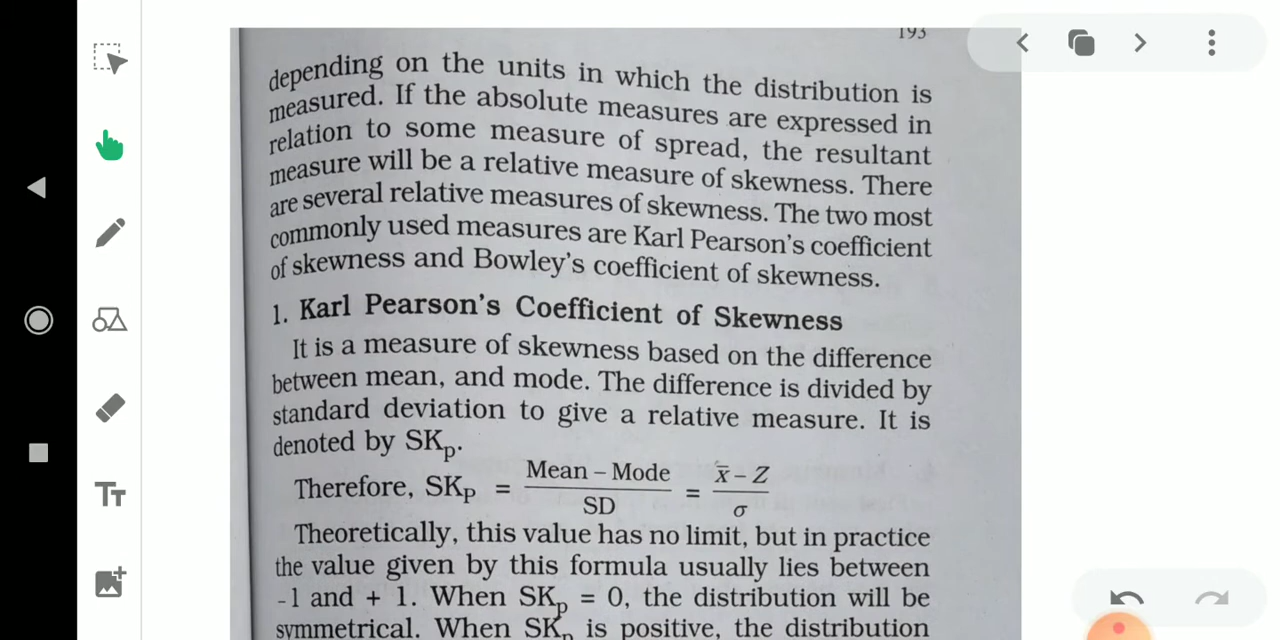 193
depending on the units in which the distribution is
measured. If the absolute measures are expressed in
relation to some measure of spread, the resultant
measure will be a relative measure of skewness. There
are several relative measures of skewness. The two most
commonly used measures are Karl Pearson's coefficient
of skewness and Bowley's coefficient of skewness.
1. Karl Pearson's Coefficient of Skewness
It is a measure of skewness based on the difference
between mean, and mode. The difference is divided by
standard deviation to give a relative measure. It is
denoted by SKₚ.
Therefore, SKₚ = Mean – Mode / SD = x̄ – Z / σ
Theoretically, this value has no limit, but in practice
the value given by this formula usually lies between
-1 and + 1. When SKₚ = 0, the distribution will be
symmetrical. When SKₚ is positive, the distribution
TT